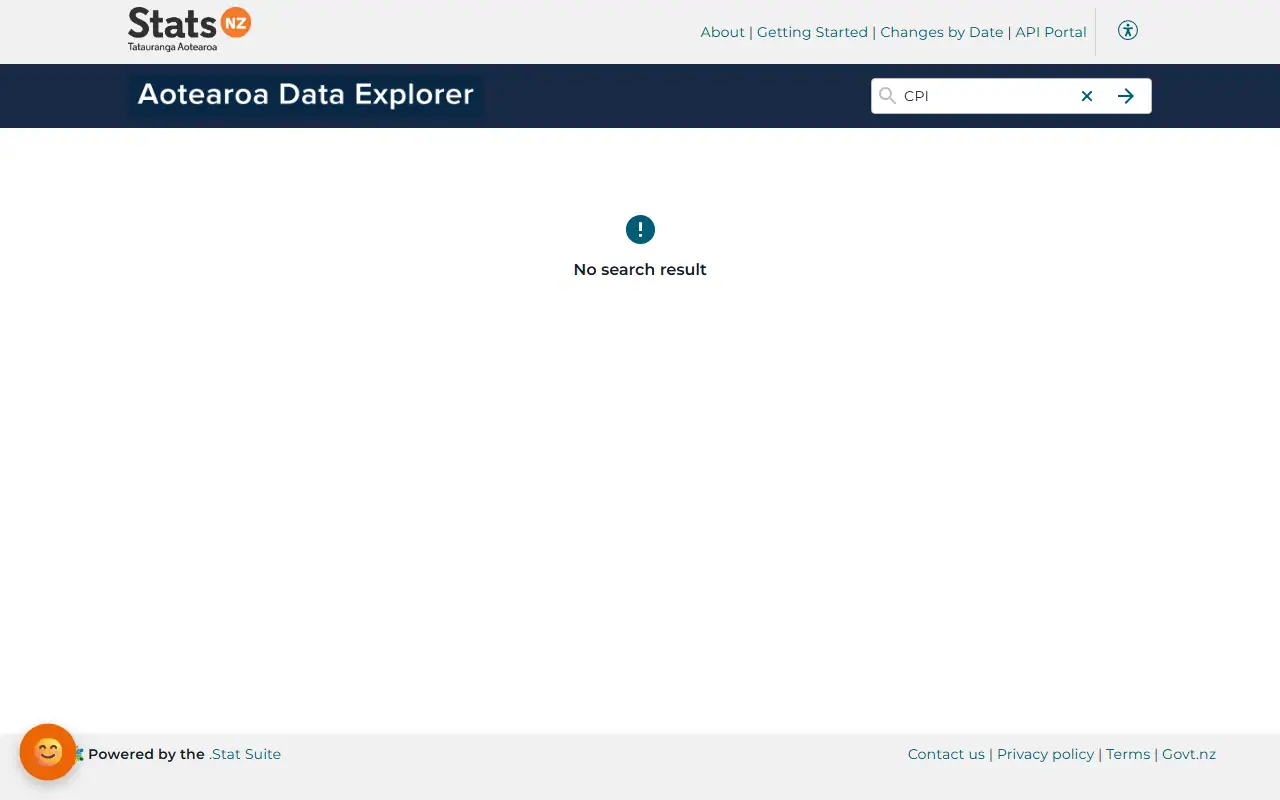 Stats NZ
Tatauranga Aotearoa
About | Getting Started | Changes by Date | API Portal
Aotearoa Data Explorer
CPI
No search result
Powered by the .Stat Suite
Contact us | Privacy policy | Terms | Govt.nz